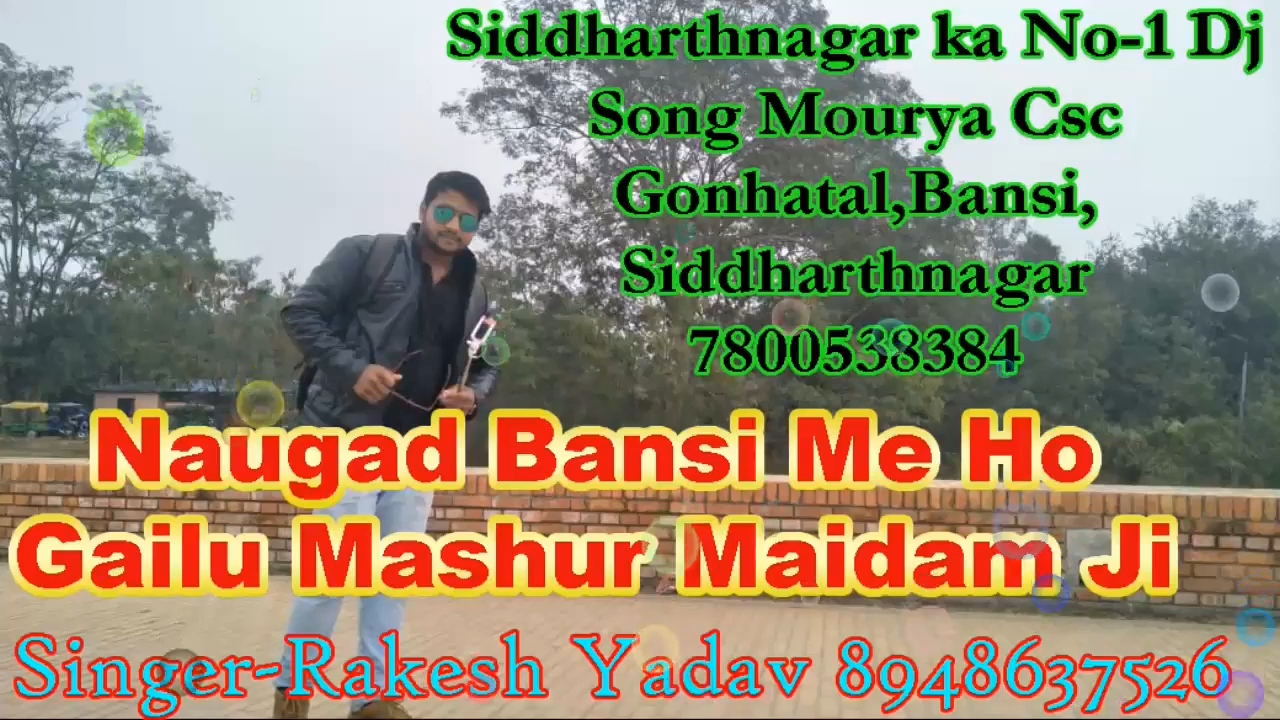 Siddharthnagar ka No-1 Dj
Song Mourya Csc
Gonhatal,Bansi,
Siddharthnagar
7800538384
Naugad Bansi Me Ho
Gailu Mashur Maidam Ji
Singer-Rakesh Yadav 8948637526